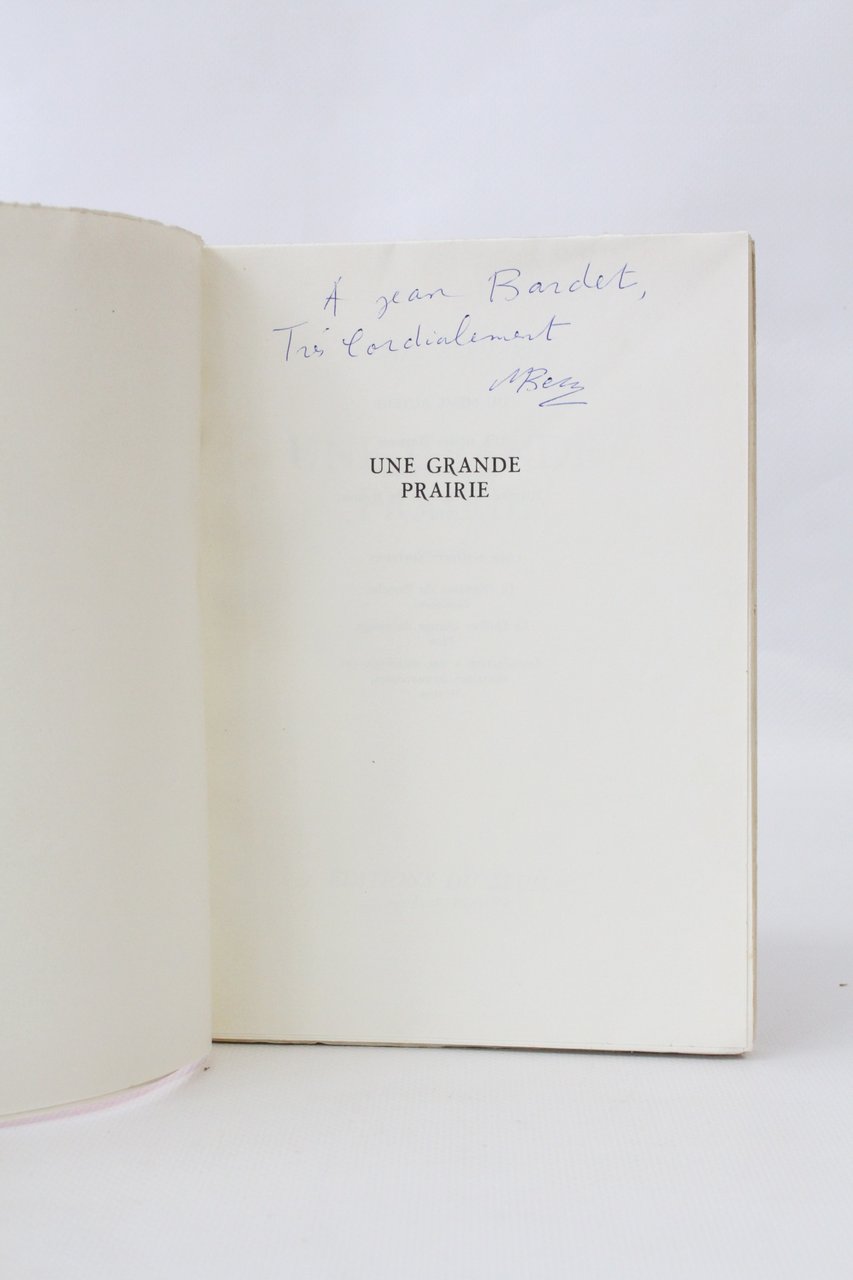 A Jean Bardet,
Très Cordialement
UNE GRANDE
PRAIRIE